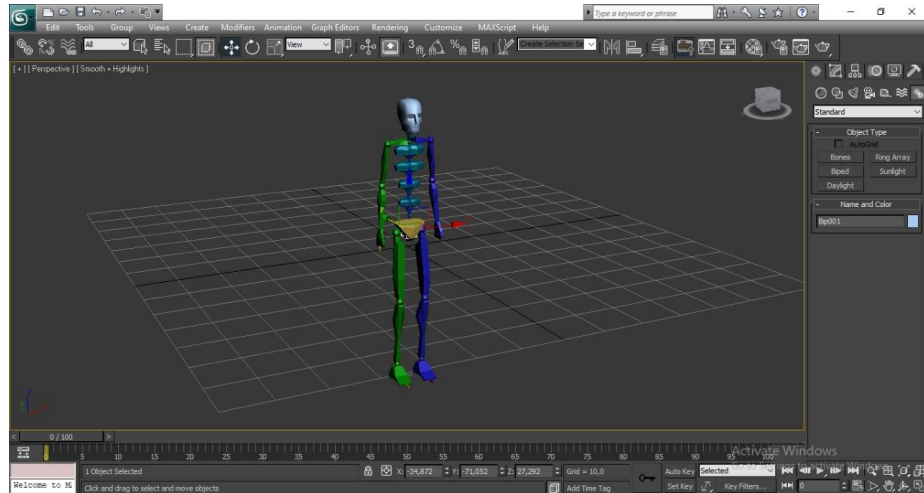 Type a keyword or phrase
Edit Tools Group Views Create Modifiers Animation Graph Editors Rendering Customize MAXScript Help
All View Create Selection Se
[ + ] [ Perspective ] [ Smooth + Highlights ]
Standard
Object Type
AutoGrid
Bones Ring Array
Biped Sunlight
Daylight
Name and Color
Bip001
0 / 100
5 10 15 20 25 30 35 40 45 50 55 60 65 70 75 80 85 90 95 100
Activate Windows
1 Object Selected X: -34,872 Y: -71,052 Z: 27,292 Grid = 10,0 Auto Key Selected
Welcome to M Click and drag to select and move objects Add Time Tag Set Key Key Filters... 0